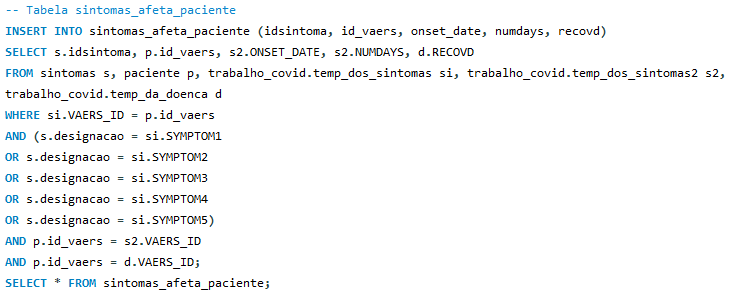 -- Tabela sintomas_afeta_paciente
INSERT INTO sintomas_afeta_paciente (idsintoma, id_vaers, onset_date, numdays, recovd)
SELECT s.idsintoma, p.id_vaers, s2.ONSET_DATE, s2.NUMDAYS, d.RECOVD
FROM sintomas s, paciente p, trabalho_covid.temp_dos_sintomas si, trabalho_covid.temp_dos_sintomas2 s2,
trabalho_covid.temp_da_doenca d
WHERE si.VAERS_ID = p.id_vaers
AND (s.designacao = si.SYMPTOM1
OR s.designacao = si.SYMPTOM2
OR s.designacao = si.SYMPTOM3
OR s.designacao = si.SYMPTOM4
OR s.designacao = si.SYMPTOM5)
AND p.id_vaers = s2.VAERS_ID
AND p.id_vaers = d.VAERS_ID;
SELECT * FROM sintomas_afeta_paciente;